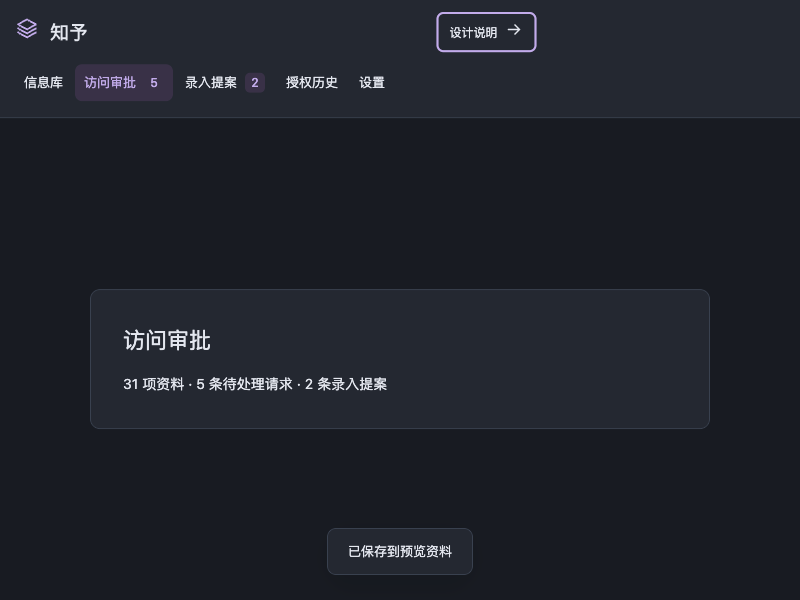 知予
设计说明 →
信息库 访问审批 5 录入提案 2 授权历史 设置
访问审批
31 项资料 · 5 条待处理请求 · 2 条录入提案
已保存到预览资料